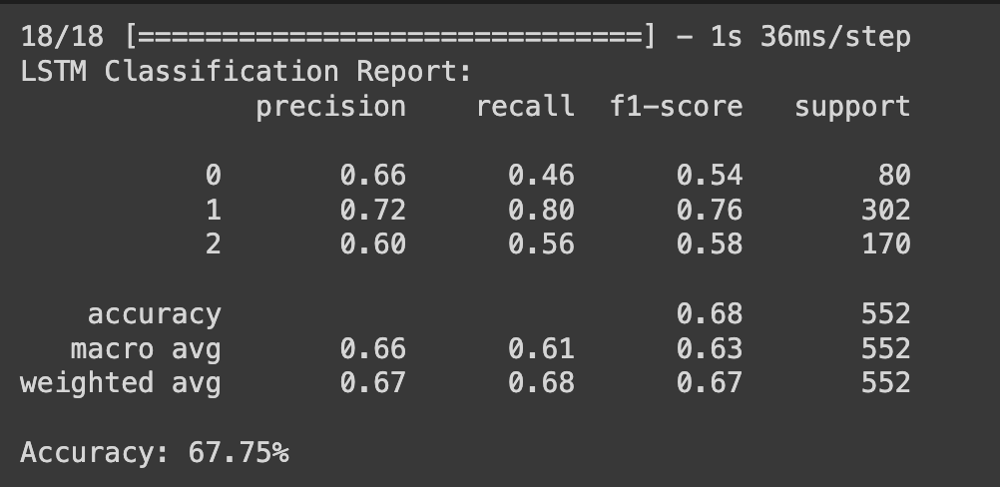 18/18 [==============================] - 1s 36ms/step
LSTM Classification Report:
              precision    recall  f1-score   support

           0       0.66      0.46      0.54        80
           1       0.72      0.80      0.76       302
           2       0.60      0.56      0.58       170

    accuracy                           0.68       552
   macro avg       0.66      0.61      0.63       552
weighted avg       0.67      0.68      0.67       552

Accuracy: 67.75%